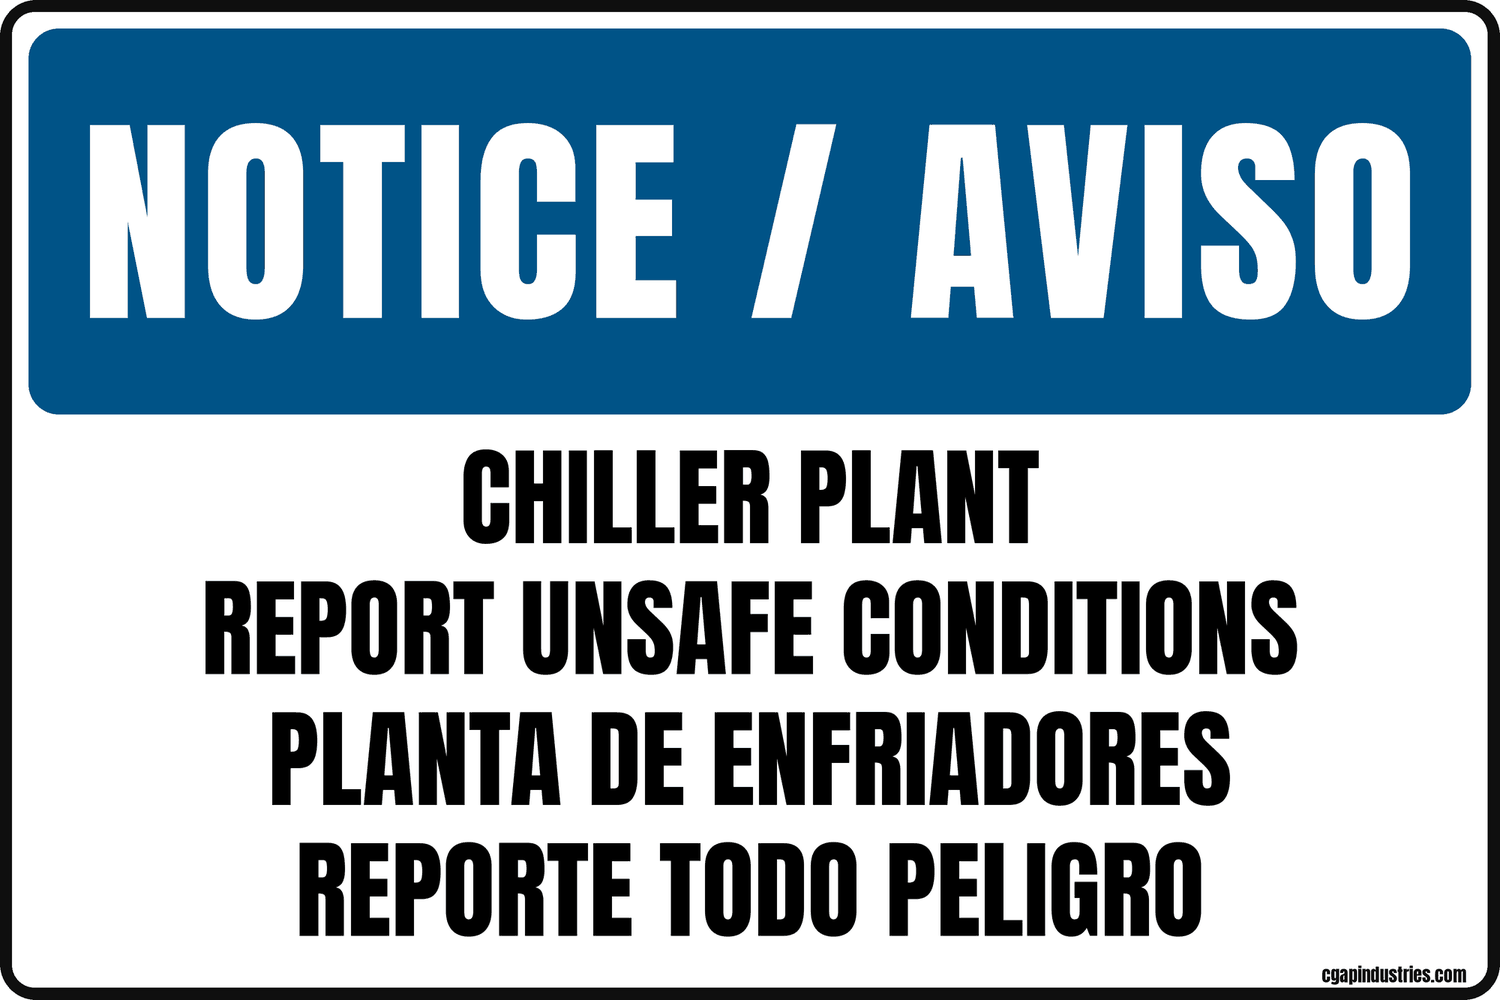 NOTICE / AVISO
CHILLER PLANT
REPORT UNSAFE CONDITIONS
PLANTA DE ENFRIADORES
REPORTE TODO PELIGRO
cgapindustries.com